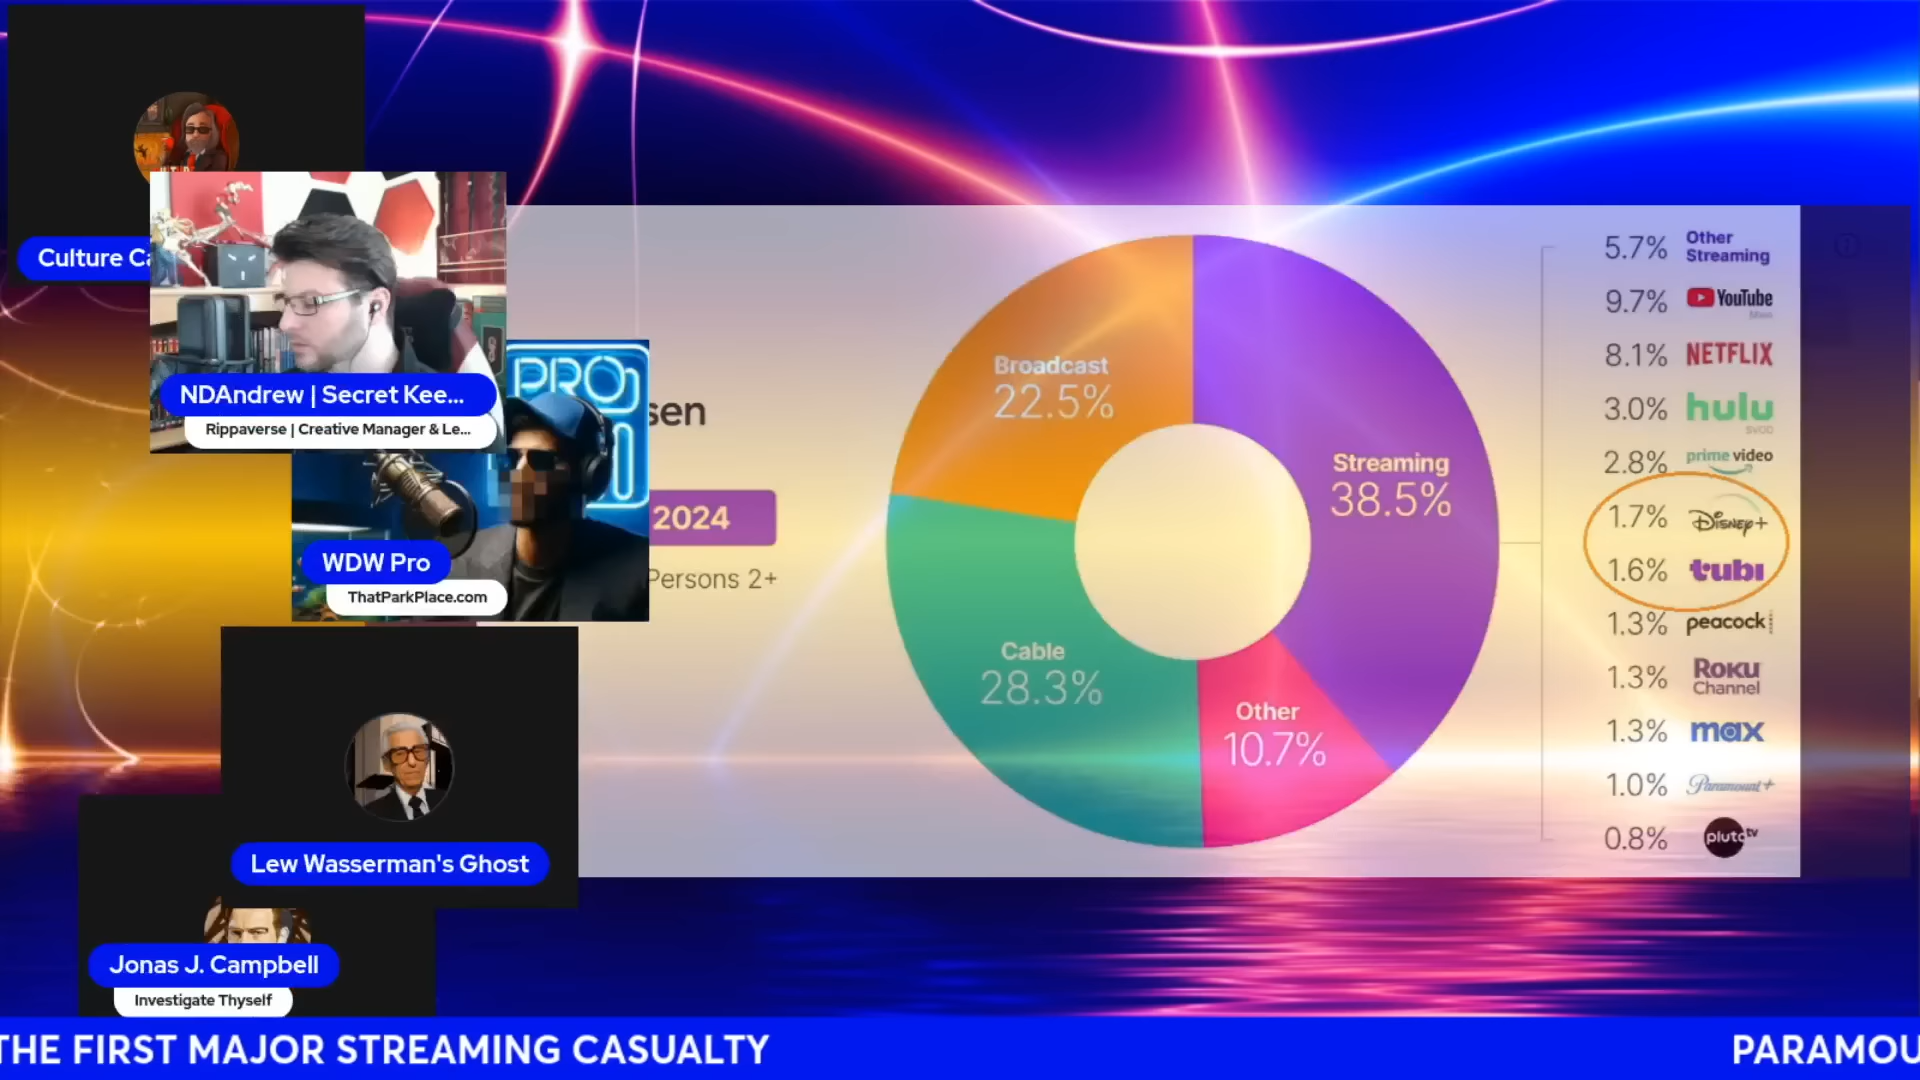 Culture Ca
NDAndrew | Secret Kee...
Rippaverse | Creative Manager & Le...
PRO
WDW Pro
ThatParkPlace.com
Lew Wasserman's Ghost
Jonas J. Campbell
Investigate Thyself
sen
2024
Persons 2+
Broadcast
22.5%
Streaming
38.5%
Cable
28.3%
Other
10.7%
5.7% Other Streaming
9.7% YouTube
8.1% NETFLIX
3.0% hulu
SVOD
2.8% prime video
1.7% Disney+
1.6% tubi
1.3% peacock
1.3% Roku Channel
1.3% max
1.0% Paramount+
0.8% pluto tv
THE FIRST MAJOR STREAMING CASUALTY
PARAMOU